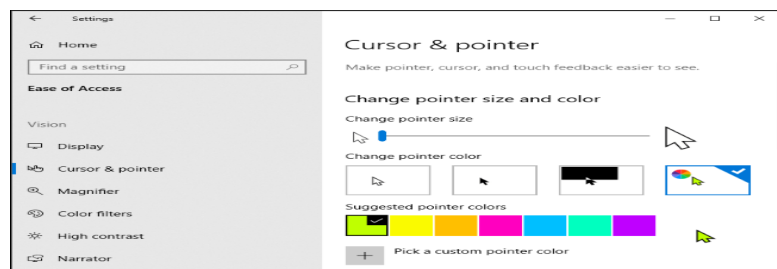 Settings
Home
Find a setting
Ease of Access
Vision
Display
Cursor & pointer
Magnifier
Color filters
High contrast
Narrator
Cursor & pointer
Make pointer, cursor, and touch feedback easier to see.
Change pointer size and color
Change pointer size
Change pointer color
Suggested pointer colors
Pick a custom pointer color